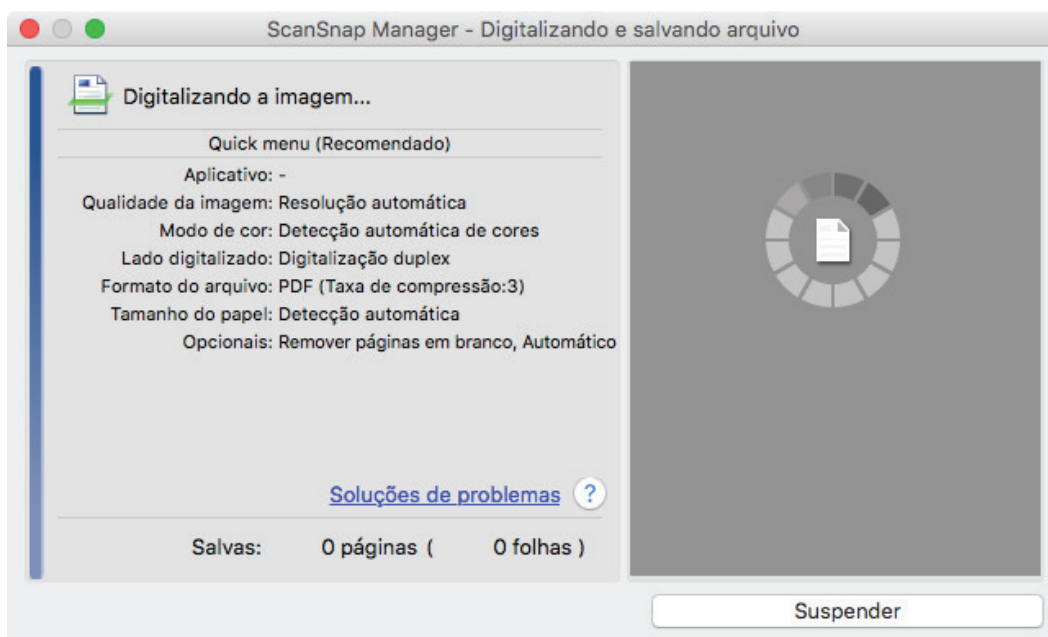 ScanSnap Manager - Digitalizando e salvando arquivo
Digitalizando a imagem...
Quick menu (Recomendado)
Aplicativo: -
Qualidade da imagem: Resolução automática
Modo de cor: Detecção automática de cores
Lado digitalizado: Digitalização duplex
Formato do arquivo: PDF (Taxa de compressão:3)
Tamanho do papel: Detecção automática
Opcionais: Remover páginas em branco, Automático
Soluções de problemas ?
Salvas: 0 páginas ( 0 folhas )
Suspender